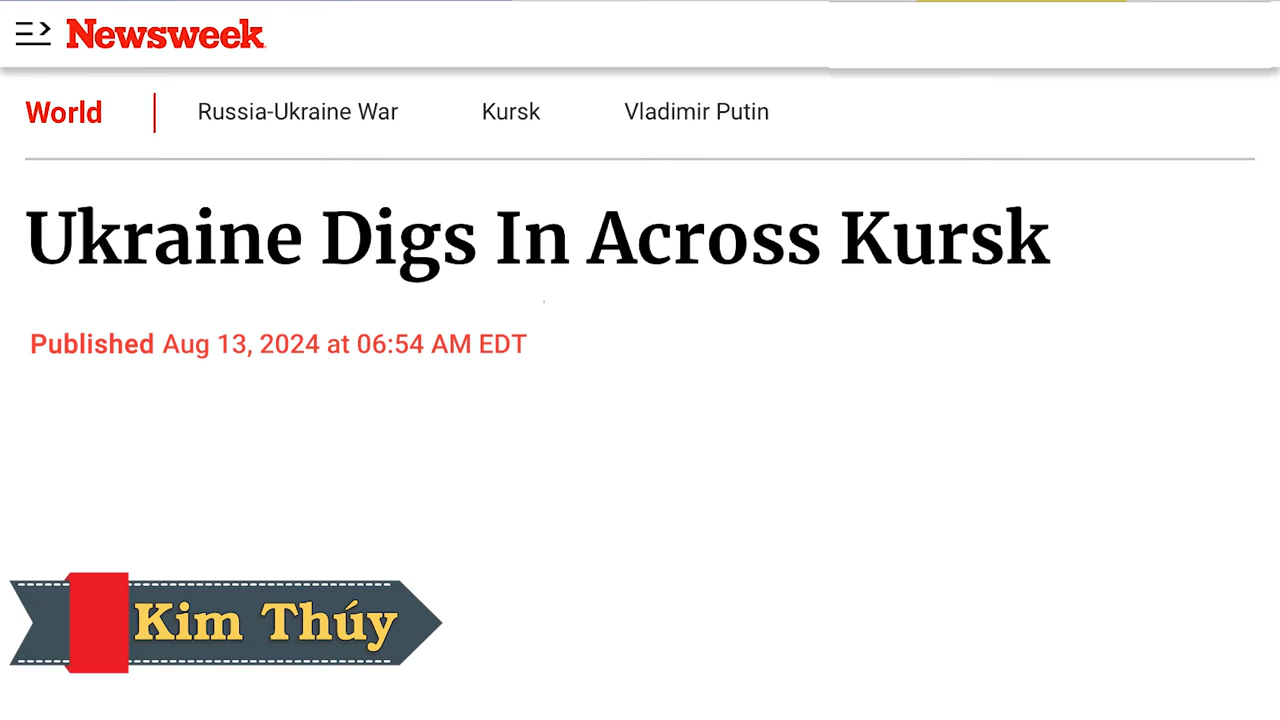 Newsweek
World Russia-Ukraine War Kursk Vladimir Putin
Ukraine Digs In Across Kursk
Published Aug 13, 2024 at 06:54 AM EDT
Kim Thúy